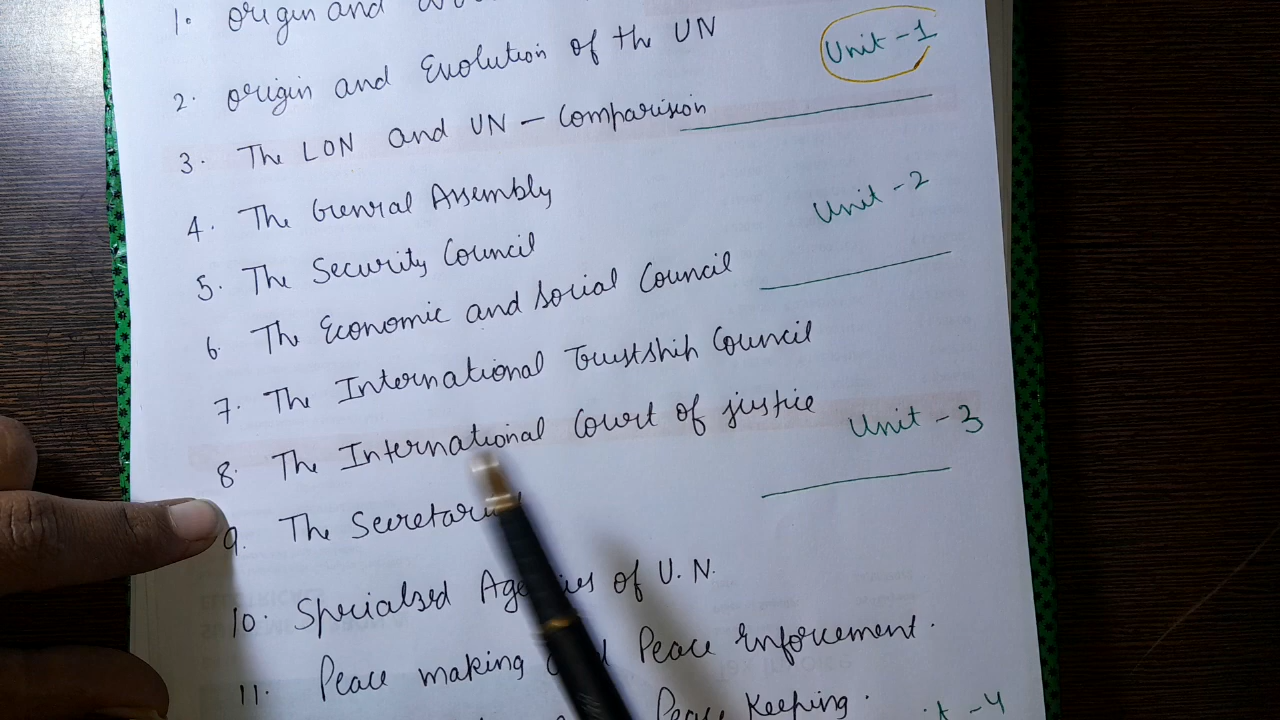 1. Origin and
2. Origin and Evolution of the UN
Unit-1
3. The LON and UN - Comparision
4. The General Assembly
Unit-2
5. The Security Council
6. The Economic and Social Council
7. The International Trustship Council
8. The International Court of justice
Unit-3
9. The
10. Specialsed of U.N.
11. Peace making Peace Enforcement.
Peace Keeping.
-4